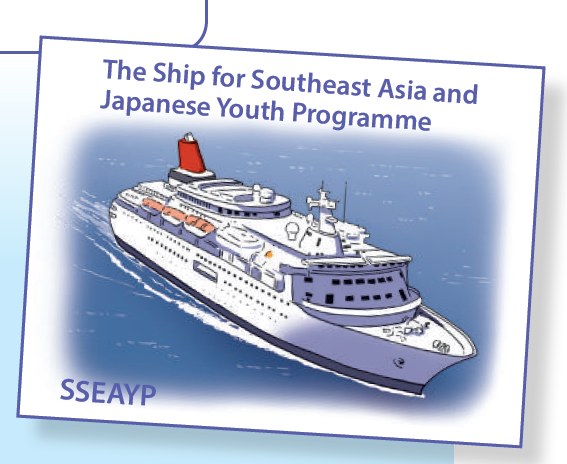 The Ship for Southeast Asia and
Japanese Youth Programme
SSEAYP